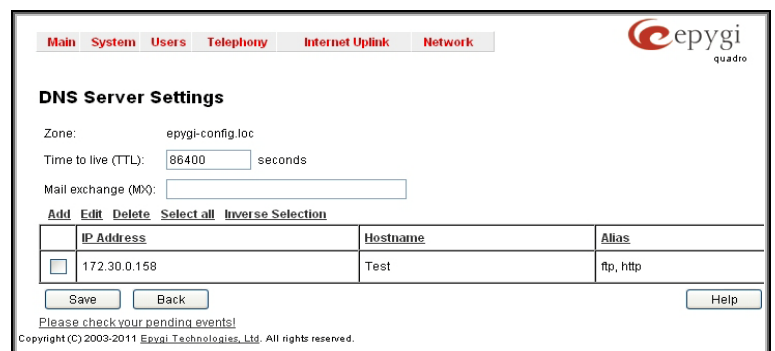 Main System Users Telephony Internet Uplink Network
epygi
quadro
DNS Server Settings
Zone: epygi-config.loc
Time to live (TTL): 86400 seconds
Mail exchange (MX):
Add Edit Delete Select all Inverse Selection
IP Address Hostname Alias
172.30.0.158 Test ftp, http
Save Back Help
Please check your pending events!
Copyright (C) 2003-2011 Epygi Technologies, Ltd. All rights reserved.